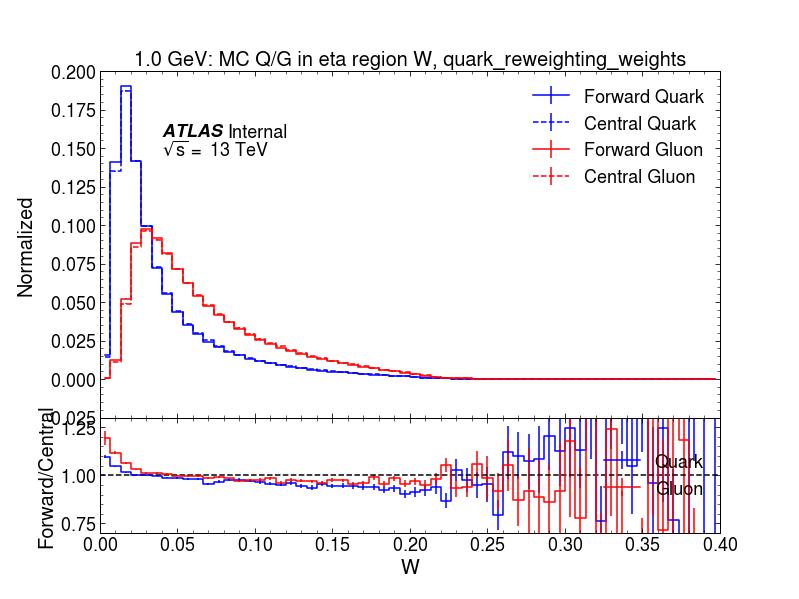 1.0 GeV: MC Q/G in eta region W, quark_reweighting_weights
0.200
0.175
0.150
0.125
0.100
0.075
0.050
0.025
0.000
0.025
Normalized
ATLAS Internal
√s = 13 TeV
Forward Quark
Central Quark
Forward Gluon
Central Gluon
1.25
1.00
0.75
Forward/Central
Quark
Gluon
0.00 0.05 0.10 0.15 0.20 0.25 0.30 0.35 0.40
W